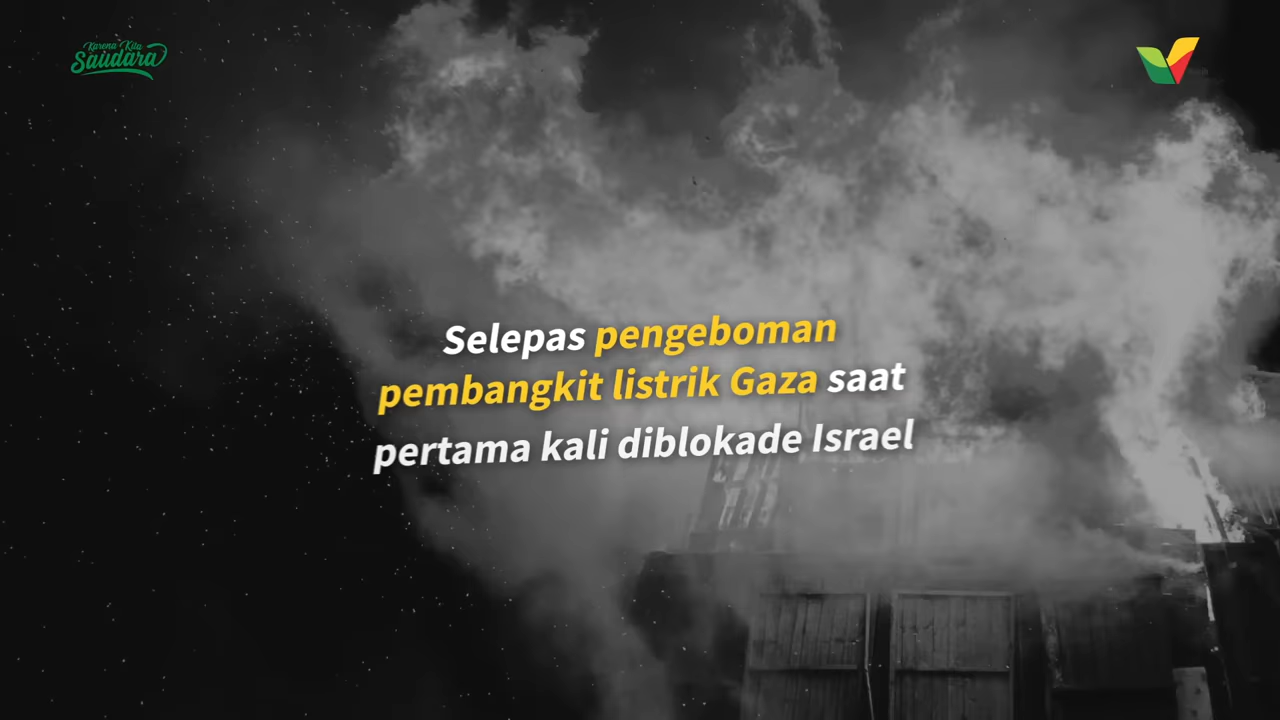 Karena Kita
Saudara
Selepas pengeboman
pembangkit listrik Gaza saat
pertama kali diblokade Israel